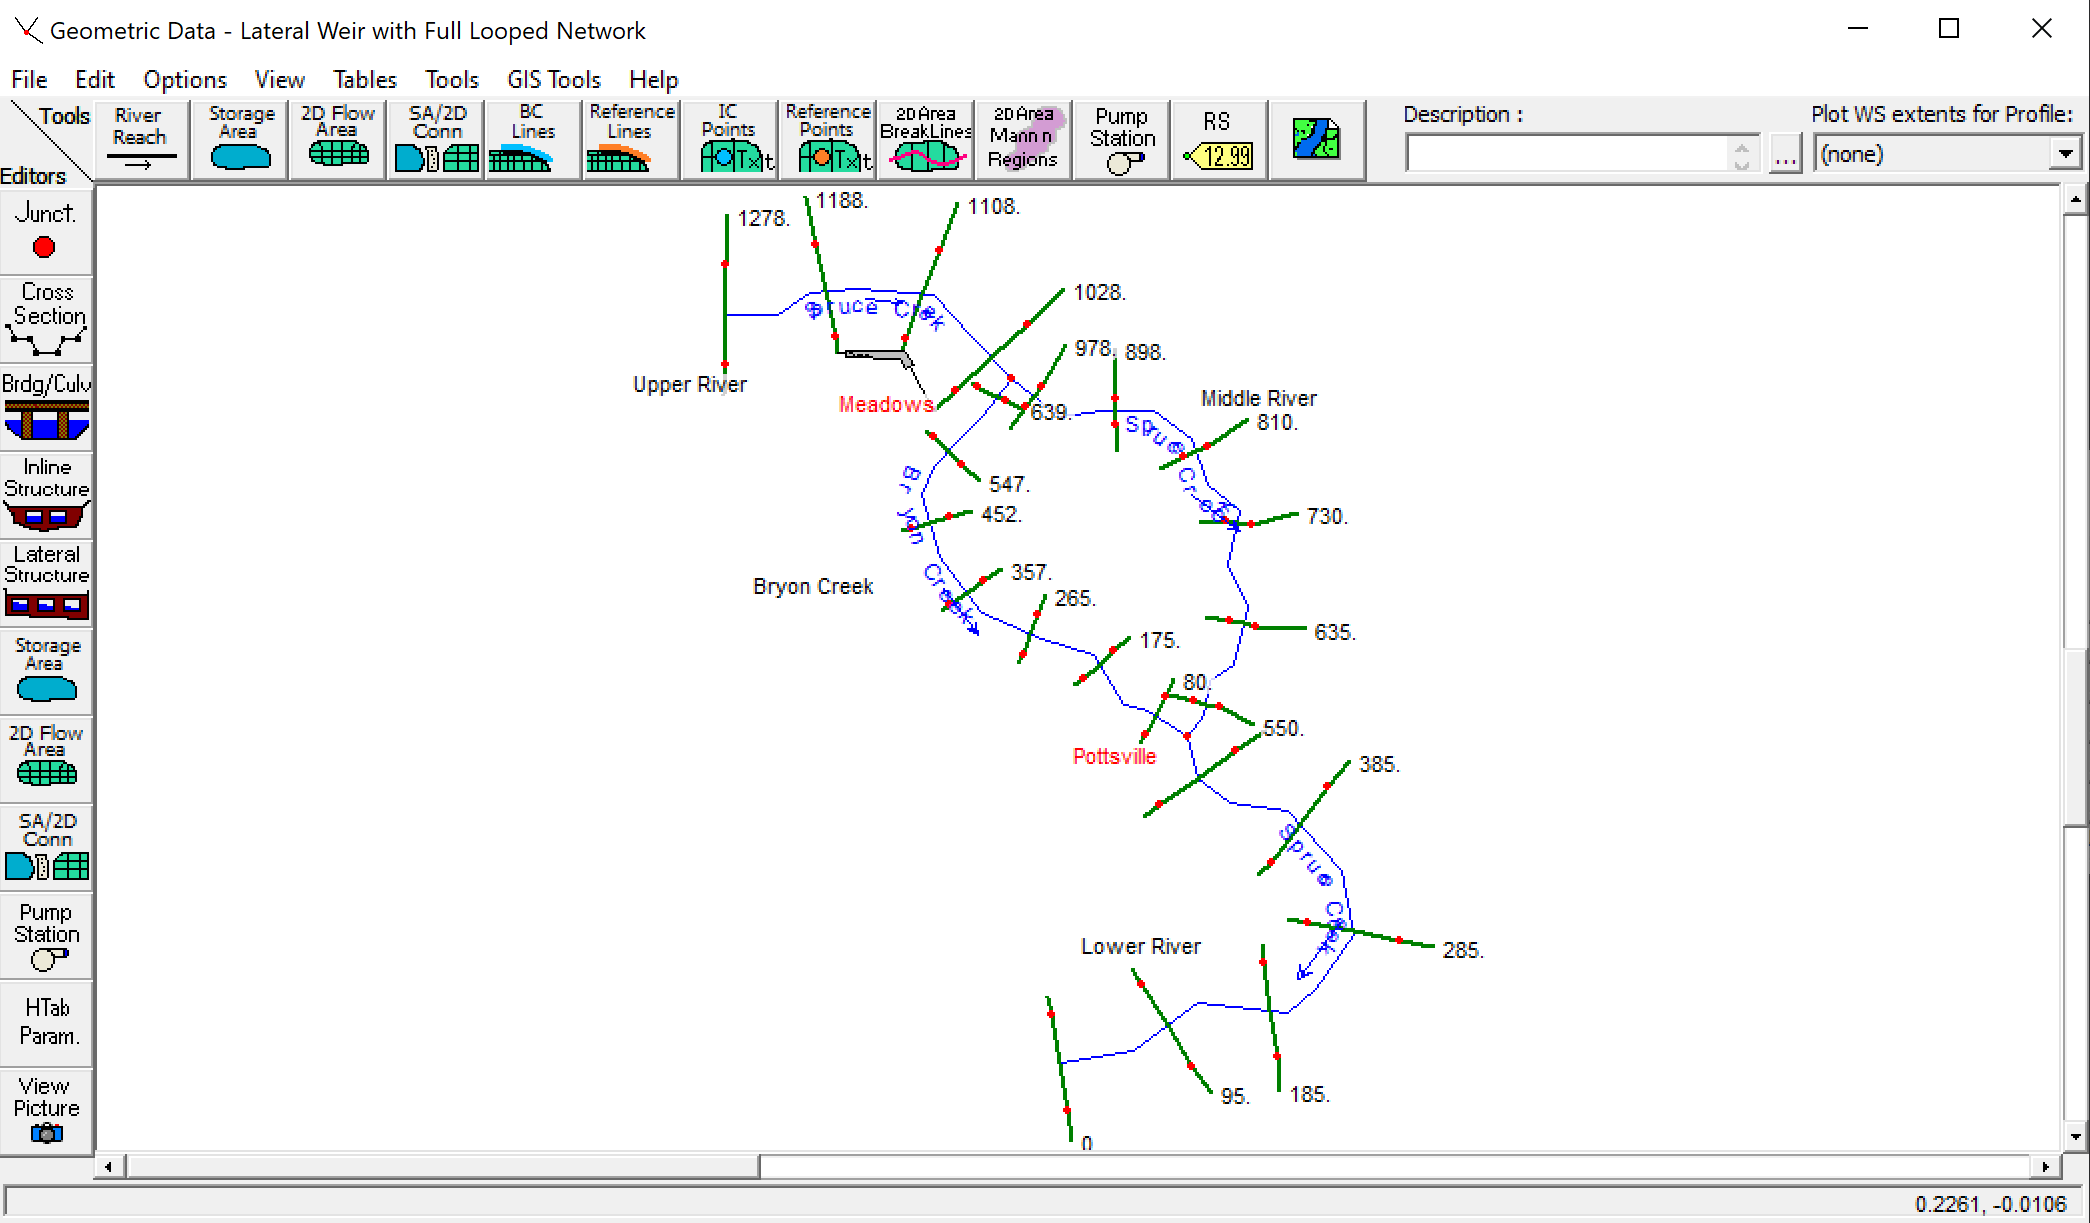 Geometric Data - Lateral Weir with Full Looped Network
File Edit Options View Tables Tools GIS Tools Help
Tools
Editors
River Reach
Storage Area
2D Flow Area
SA/2D Conn
BC Lines
Reference Lines
IC Points
Reference Points
2D Area BreakLines
2D Area Mann n Regions
Pump Station
RS
12.99
Description :
...
Plot WS extents for Profile:
(none)
Junct.
Cross Section
Brdg/Culv
Inline Structure
Lateral Structure
Storage Area
2D Flow Area
SA/2D Conn
Pump Station
HTab Param.
View Picture
1278.
1188.
1108.
Spruce Creek
1028.
978.
898.
Upper River
Meadows
639.
Middle River
810.
Spruce Creek
547.
452.
730.
Bryon Creek
357.
Bryon Creek
265.
635.
175.
80.
550.
Pottsville
385.
Spruce Creek
Lower River
285.
95.
185.
0
0.2261, -0.0106